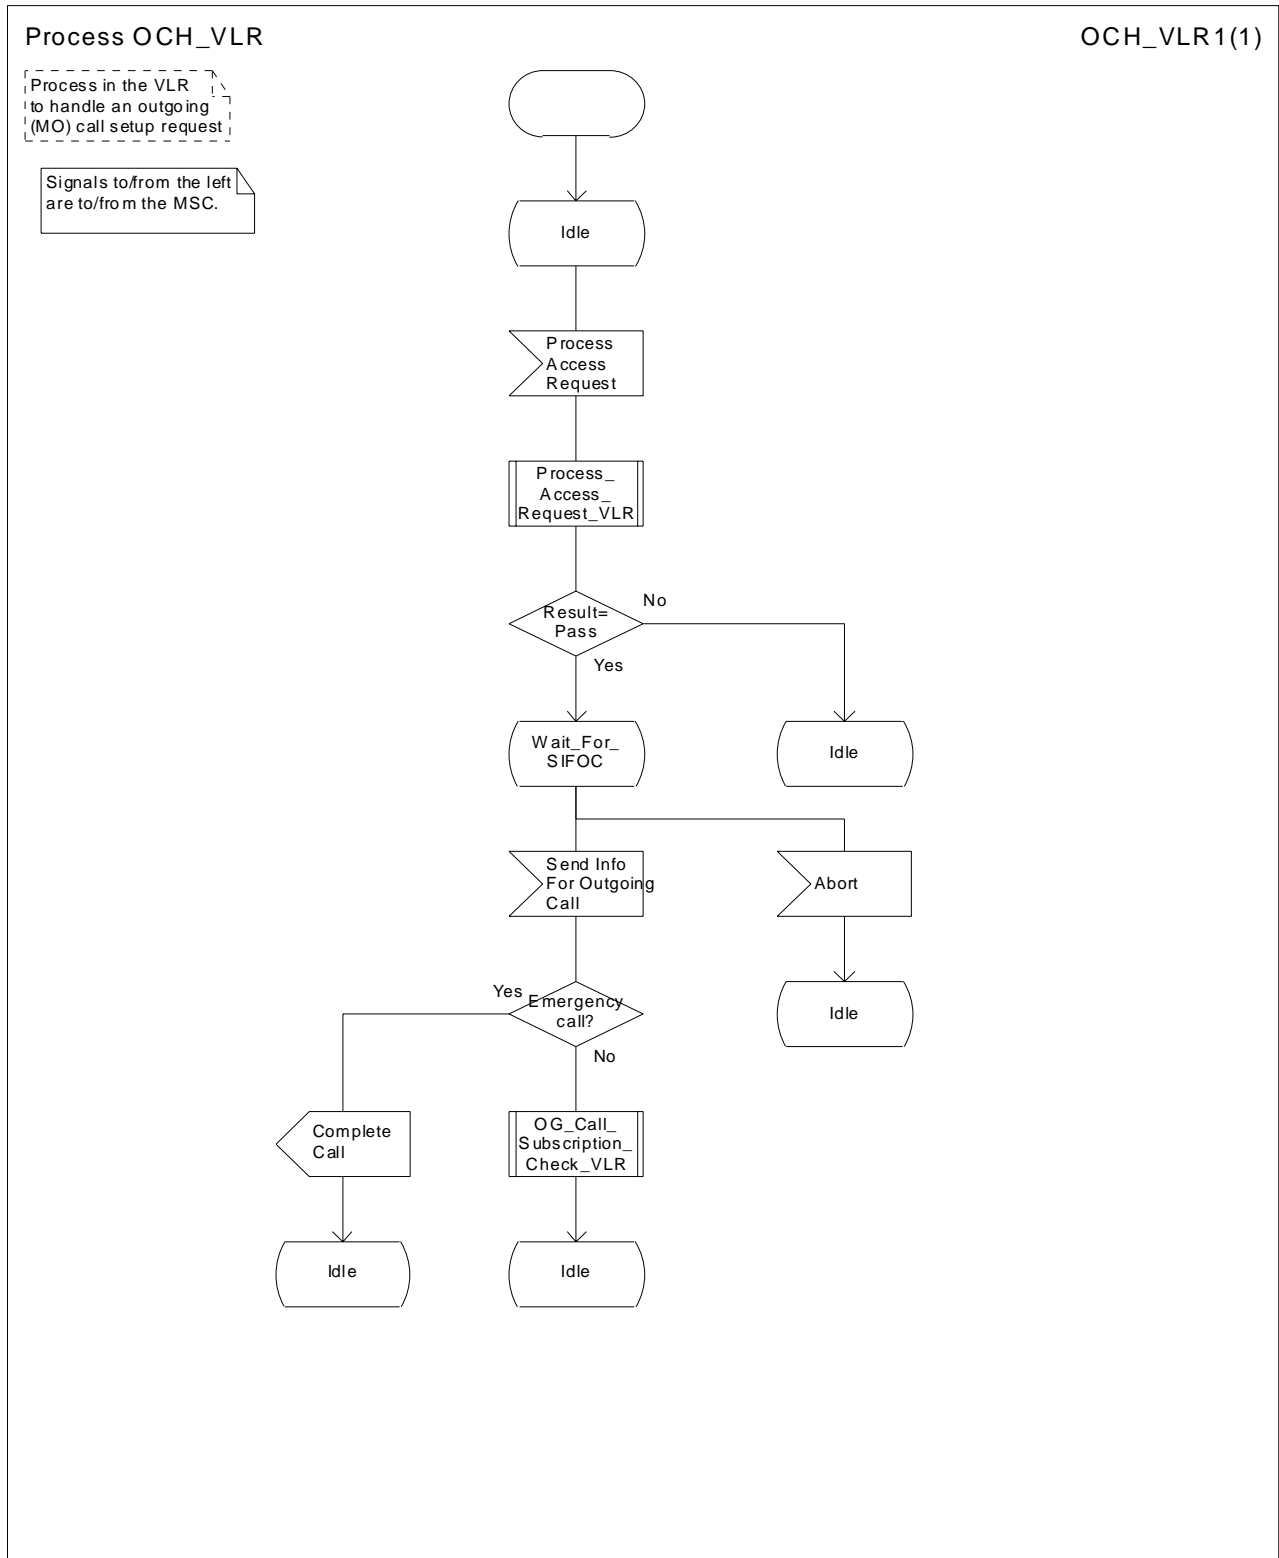 Process OCH_VLR
OCH_VLR1(1)
Process in the VLR
to handle an outgoing
(MO) call setup request
Signals to/from the left
are to/from the MSC.
Idle
Process
Access
Request
Process_
Access_
Request_VLR
Result=
Pass
No
Yes
Wait_For_
SIFOC
Idle
Send Info
For Outgoing
Call
Abort
Yes
Emergency
call?
No
Idle
Complete
Call
OG_Call_
Subscription_
Check_VLR
Idle
Idle